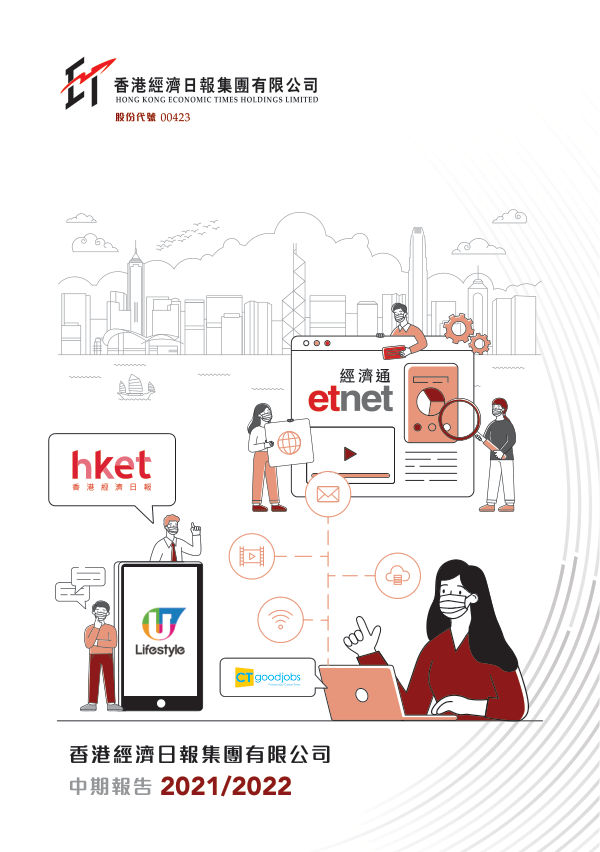 香港經濟日報集團有限公司
HONG KONG ECONOMIC TIMES HOLDINGS LIMITED
股份代號 00423
經濟通
etnet
hket
香港經濟日報
U
Lifestyle
CT goodjobs
香港經濟日報集團有限公司
中期報告 2021/2022